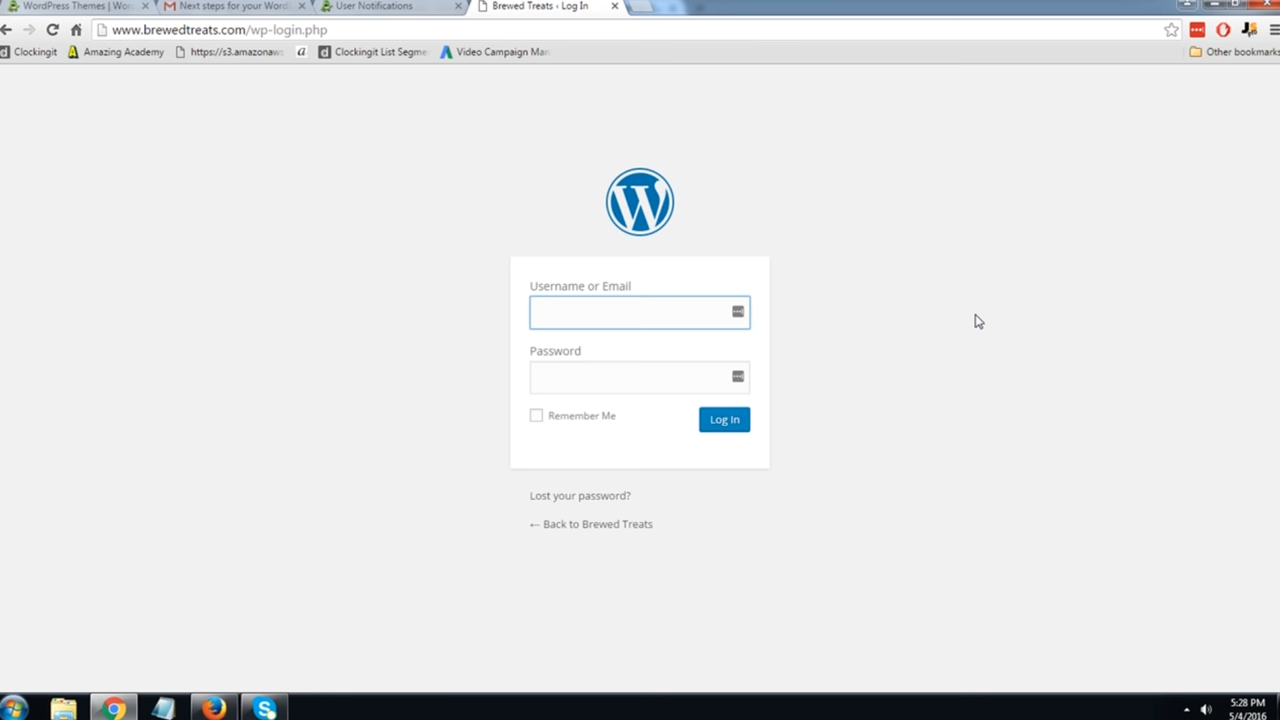 WordPress Themes | Wor
Next steps for your Word
User Notifications
Brewed Treats ‹ Log In
www.brewedtreats.com/wp-login.php
Clockingit
Amazing Academy
https://s3.amazonaw
a
Clockingit List Segme
Video Campaign Man
Other bookmarks
Username or Email
Password
Remember Me
Log In
Lost your password?
← Back to Brewed Treats
5:28 PM
5/4/2016